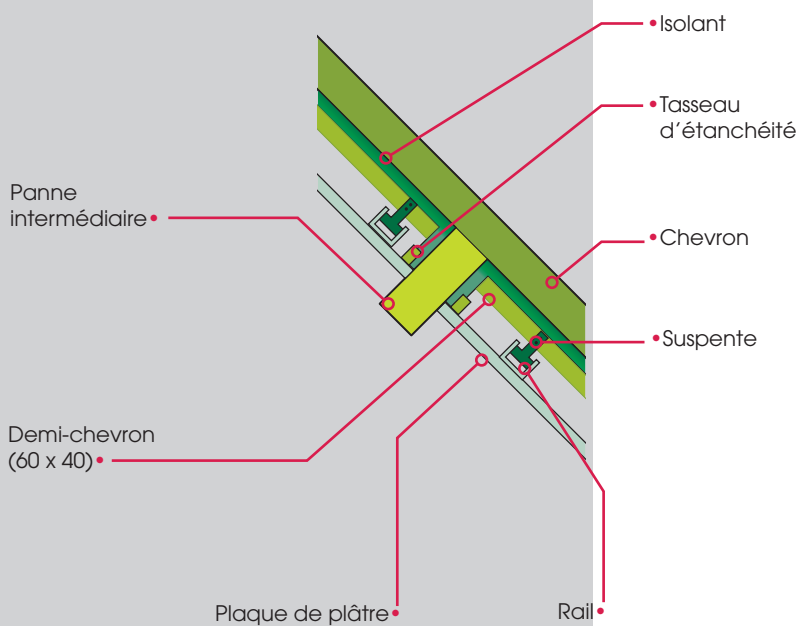 Isolant
Tasseau
d'étanchéité
Panne
intermédiaire
Chevron
Suspente
Demi-chevron
(60 x 40)
Plaque de plâtre
Rail